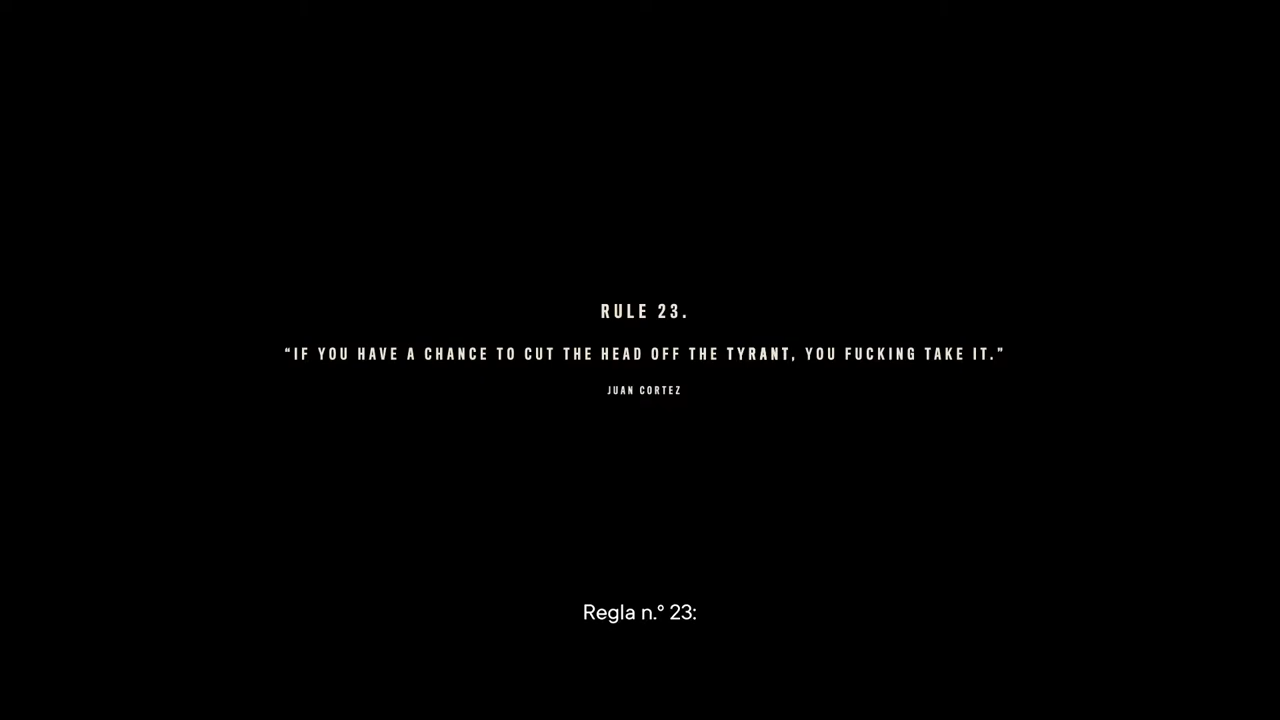 RULE 23.
“IF YOU HAVE A CHANCE TO CUT THE HEAD OFF THE TYRANT, YOU FUCKING TAKE IT.”
JUAN CORTEZ
Regla n.° 23: